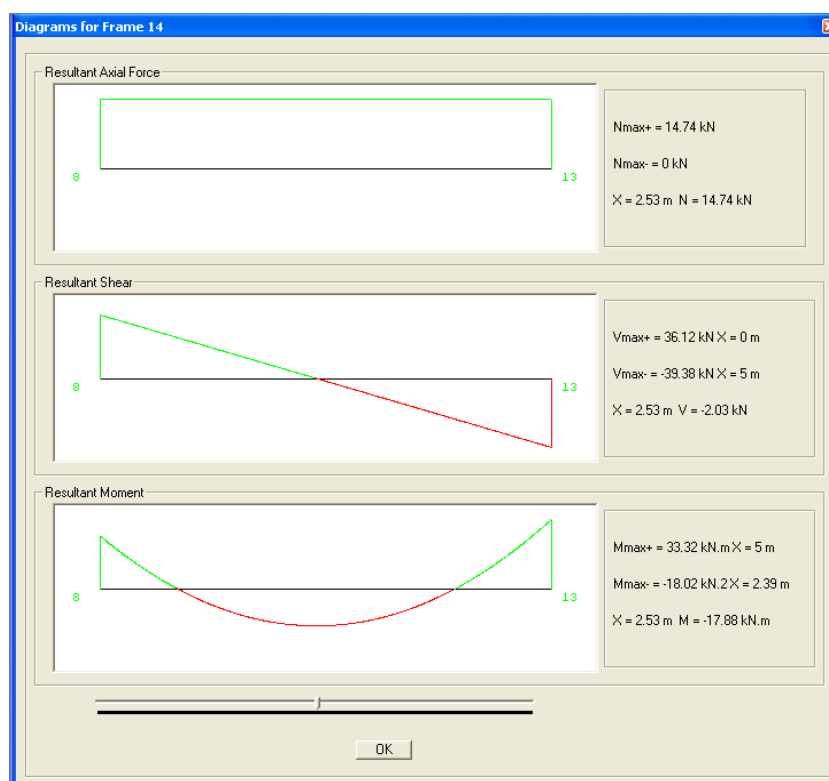 Diagrams for Frame 14
Resultant Axial Force
8
13
Nmax+ = 14.74 kN
Nmax- = 0 kN
X = 2.53 m N = 14.74 kN
Resultant Shear
8
13
Vmax+ = 36.12 kN X = 0 m
Vmax- = -39.38 kN X = 5 m
X = 2.53 m V = -2.03 kN
Resultant Moment
8
13
Mmax+ = 33.32 kN.m X = 5 m
Mmax- = -18.02 kN.2 X = 2.39 m
X = 2.53 m M = -17.88 kN.m
OK